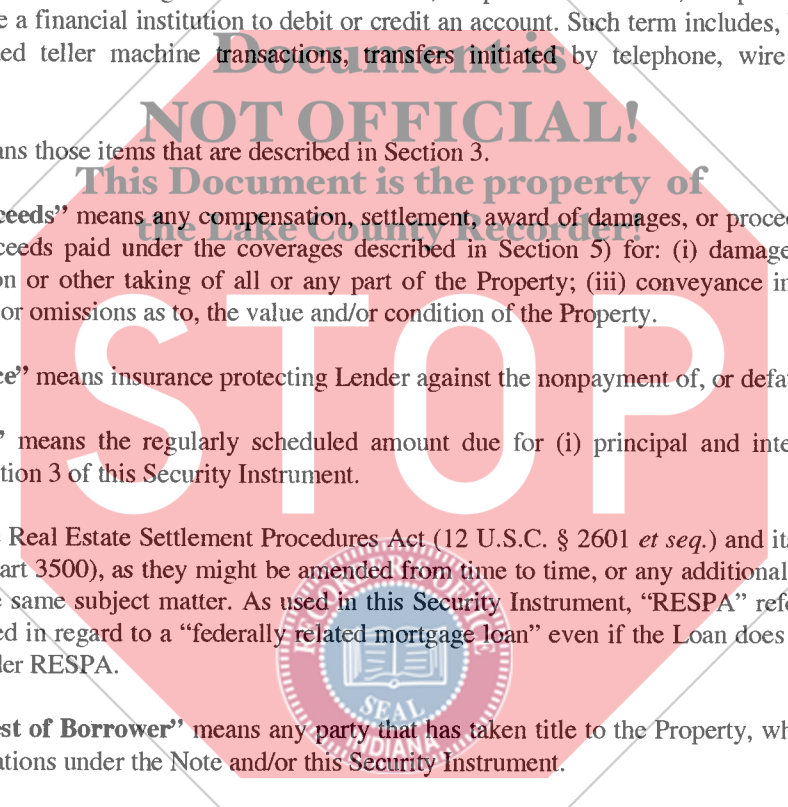 e a financial institution to debit or credit an account. Such term includes,
ed teller machine transactions, transfers initiated by telephone, wire
Document is
NOT OFFICIAL!
ans those items that are described in Section 3.
This Document is the property of
ceeds” means any compensation, settlement, award of damages, or procee
the Lake County Recorder!
ceeds paid under the coverages described in Section 5) for: (i) damage
on or other taking of all or any part of the Property; (iii) conveyance in
or omissions as to, the value and/or condition of the Property.
STOP
ce” means insurance protecting Lender against the nonpayment of, or defau
” means the regularly scheduled amount due for (i) principal and inte
tion 3 of this Security Instrument.
e Real Estate Settlement Procedures Act (12 U.S.C. § 2601 et seq.) and its
art 3500), as they might be amended from time to time, or any additional
e same subject matter. As used in this Security Instrument, “RESPA” refe
ed in regard to a “federally related mortgage loan” even if the Loan does
der RESPA.
RECORDER'S OFFICE
SEAL
INDIANA
est of Borrower” means any party that has taken title to the Property, wh
ations under the Note and/or this Security Instrument.